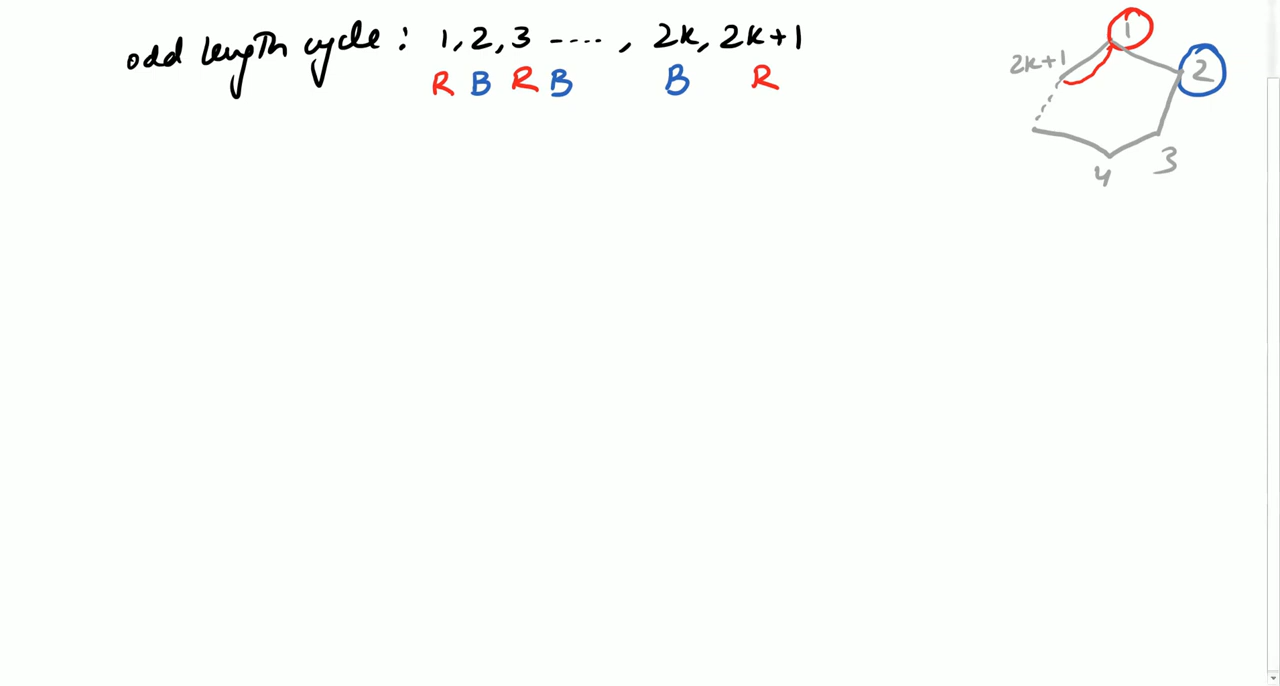 odd length cycle : 1, 2, 3 ...., 2k, 2k+1
R B R B B R
1
2k+1
2
3
4